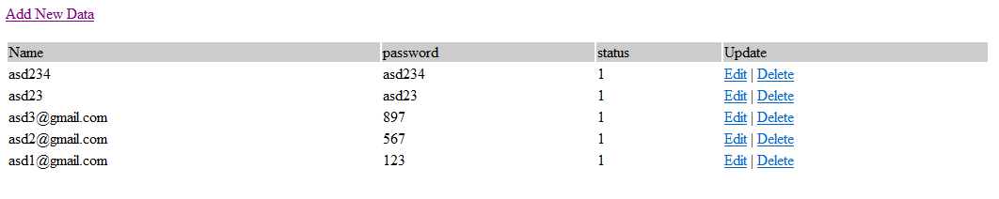 Add New Data
Name password status Update
asd234 asd234 1 Edit | Delete
asd23 asd23 1 Edit | Delete
asd3@gmail.com 897 1 Edit | Delete
asd2@gmail.com 567 1 Edit | Delete
asd1@gmail.com 123 1 Edit | Delete